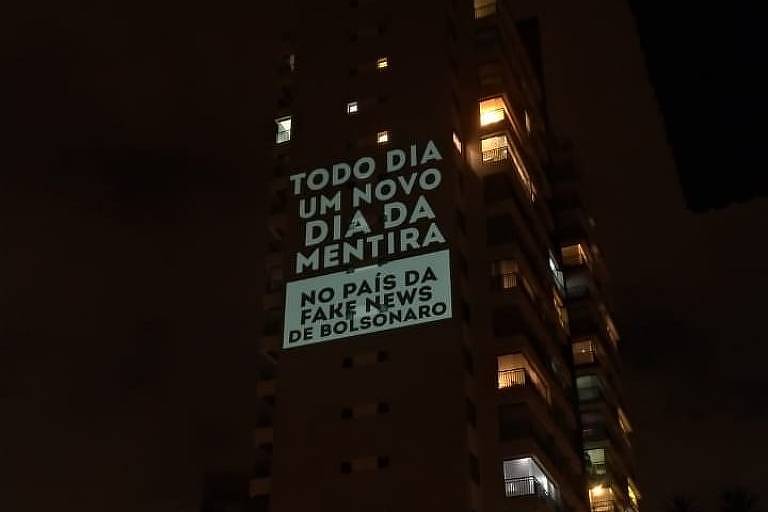 TODO DIA
UM NOVO
DIA DA
MENTIRA
NO PAÍS DA
FAKE NEWS
DE BOLSONARO